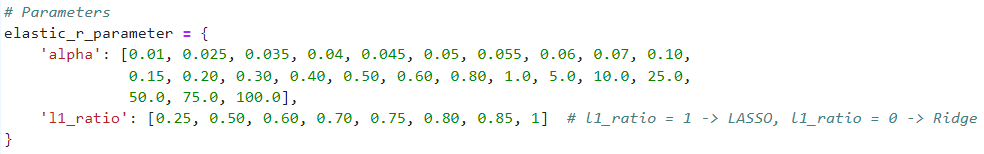 # Parameters
elastic_r_parameter = {
    'alpha': [0.01, 0.025, 0.035, 0.04, 0.045, 0.05, 0.055, 0.06, 0.07, 0.10,
              0.15, 0.20, 0.30, 0.40, 0.50, 0.60, 0.80, 1.0, 5.0, 10.0, 25.0,
              50.0, 75.0, 100.0],
    'l1_ratio': [0.25, 0.50, 0.60, 0.70, 0.75, 0.80, 0.85, 1]  # l1_ratio = 1 -> LASSO, l1_ratio = 0 -> Ridge
}